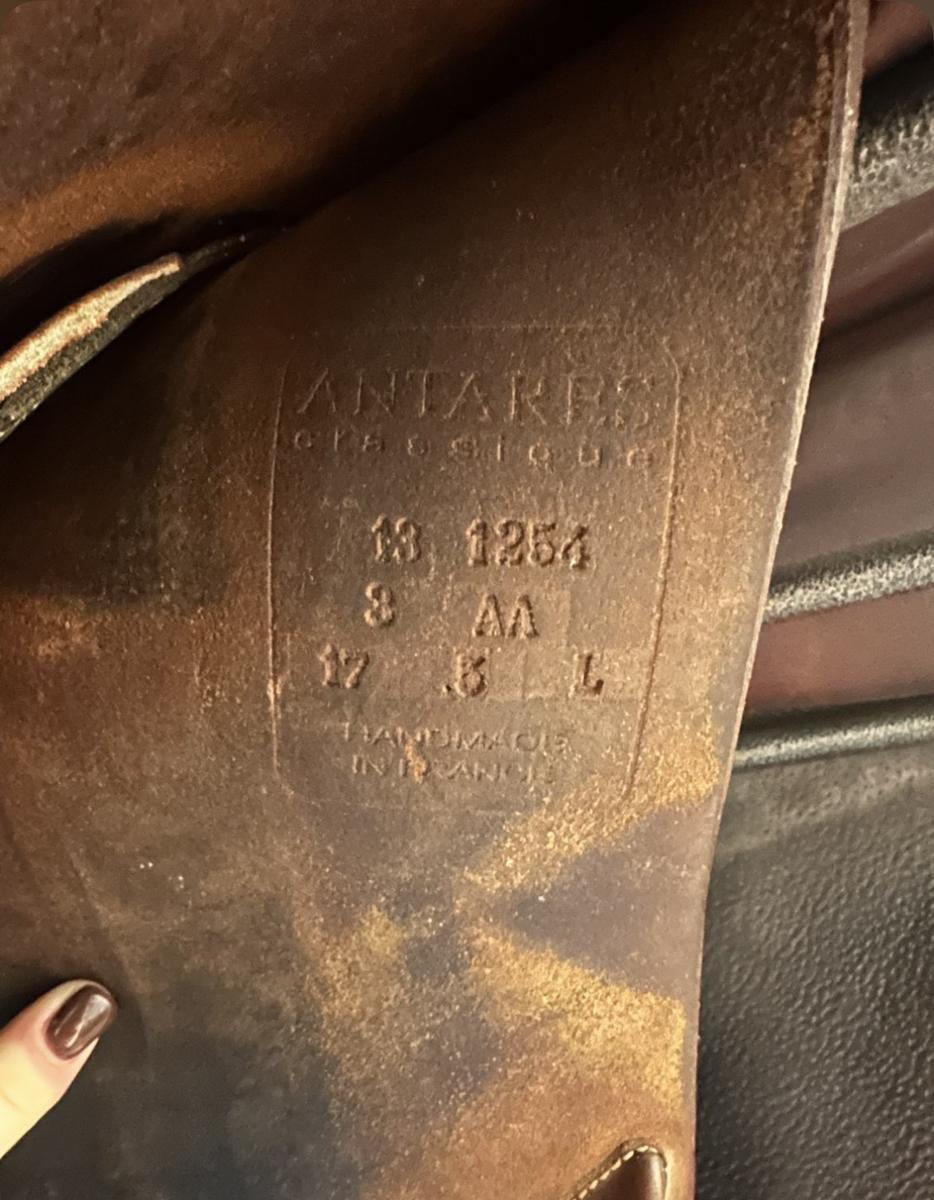 ANTARES
classique
13 1254
3 AA
17 .5 L
HANDMADE
IN FRANCE